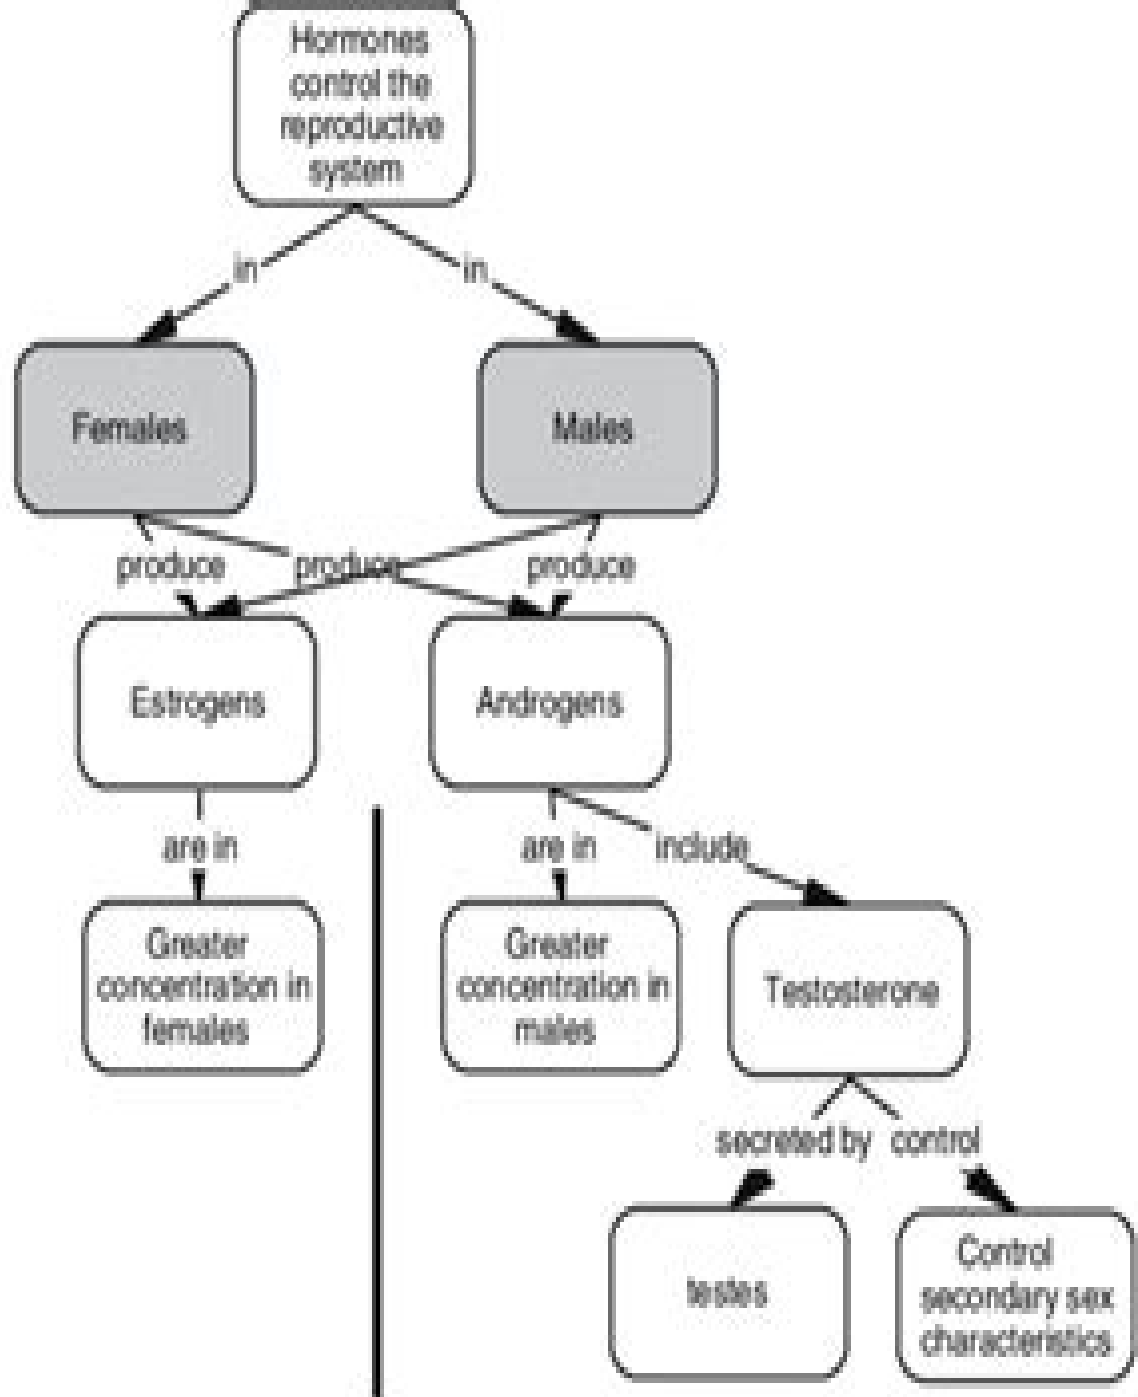 Hormones
control the
reproductive
system
in
in
Females
Males
produce
produce
produce
Estrogens
Androgens
are in
are in
include
Greater
concentration in
females
Greater
concentration in
males
Testosterone
secreted by
control
testes
Control
secondary sex
characteristics